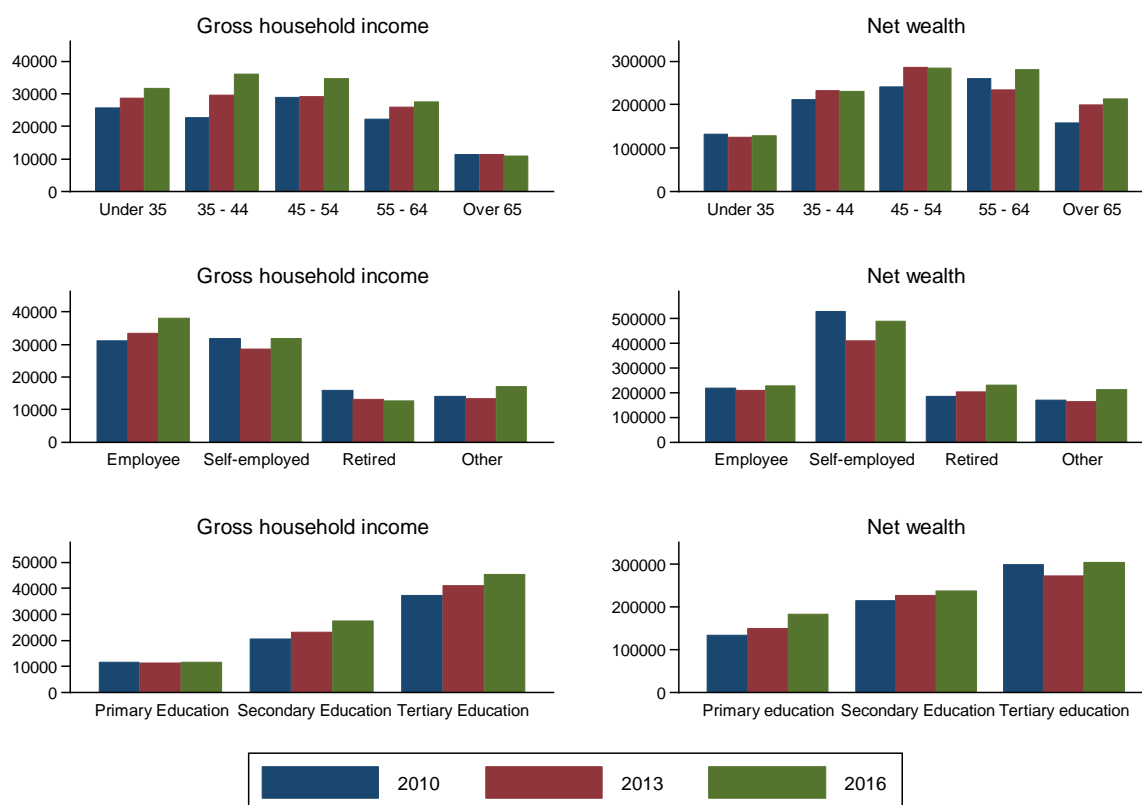 Gross household income
40000
30000
20000
10000
0
Under 35 35 - 44 45 - 54 55 - 64 Over 65
Net wealth
300000
200000
100000
0
Under 35 35 - 44 45 - 54 55 - 64 Over 65
Gross household income
40000
30000
20000
10000
0
Employee Self-employed Retired Other
Net wealth
500000
400000
300000
200000
100000
0
Employee Self-employed Retired Other
Gross household income
50000
40000
30000
20000
10000
0
Primary Education Secondary Education Tertiary Education
Net wealth
300000
200000
100000
0
Primary education Secondary Education Tertiary education
2010 2013 2016